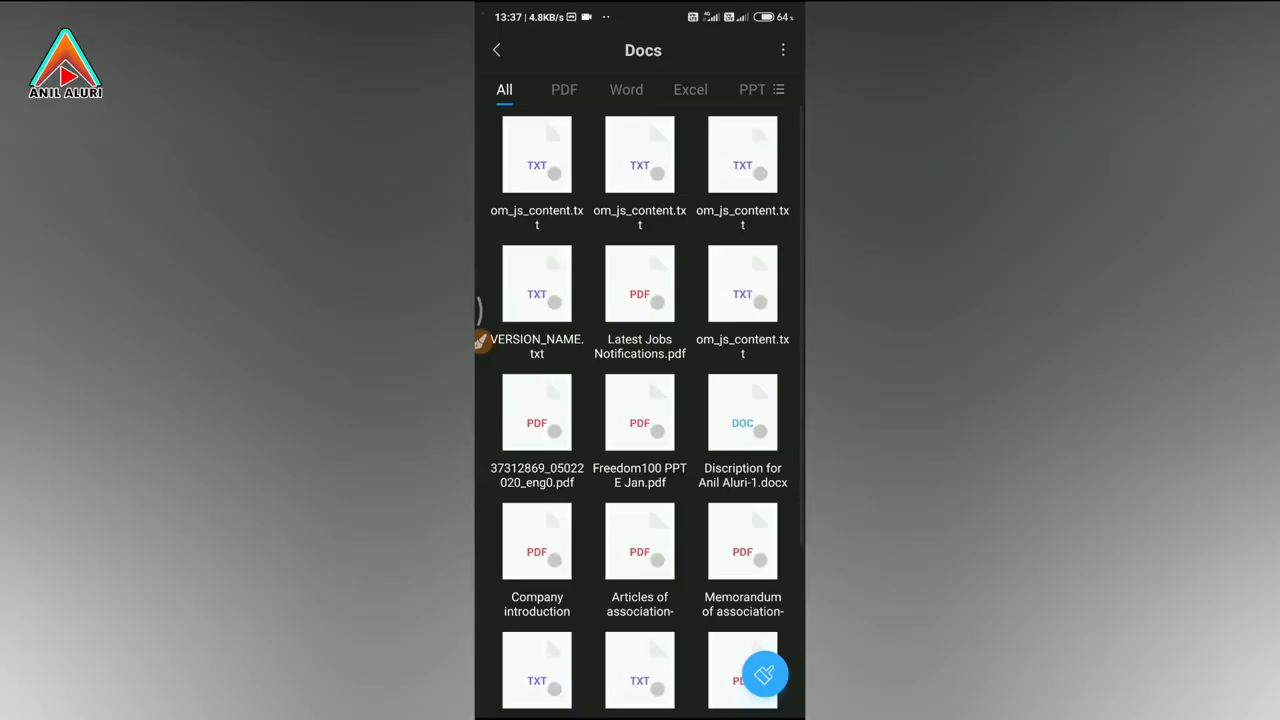 13:37 | 4.8KB/s
64%
ANIL ALURI
Docs
All PDF Word Excel PPT
TXT TXT TXT
om_js_content.tx om_js_content.tx om_js_content.tx
t t t
TXT PDF TXT
VERSION_NAME. Latest Jobs om_js_content.tx
txt Notifications.pdf t
PDF PDF DOC
37312869_05022 Freedom100 PPT Discription for
020_eng0.pdf E Jan.pdf Anil Aluri-1.docx
PDF PDF PDF
Company Articles of Memorandum
introduction association- of association-
TXT TXT